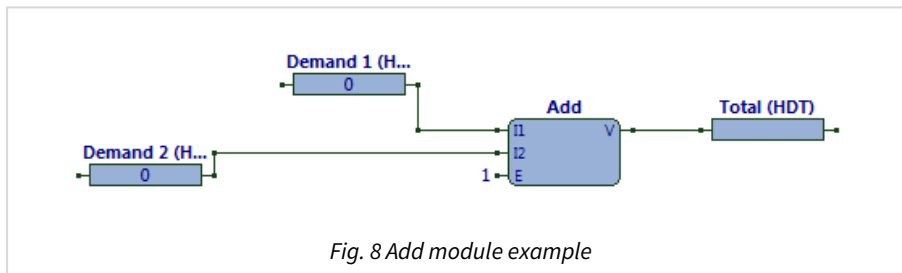 Demand 1 (H...
0
Add
Total (HDT)
I1 V
Demand 2 (H...
I2
0
1 E
Fig. 8 Add module example